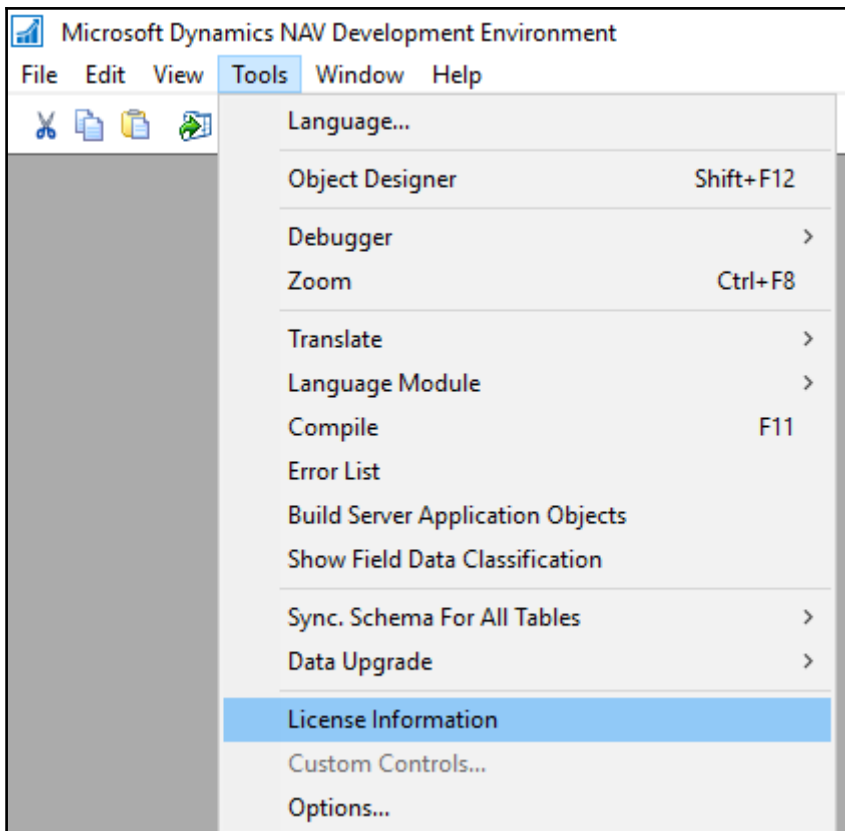 Microsoft Dynamics NAV Development Environment
File Edit View Tools Window Help
Language...
Object Designer Shift+F12
Debugger
Zoom Ctrl+F8
Translate
Language Module
Compile F11
Error List
Build Server Application Objects
Show Field Data Classification
Sync. Schema For All Tables
Data Upgrade
License Information
Custom Controls...
Options...